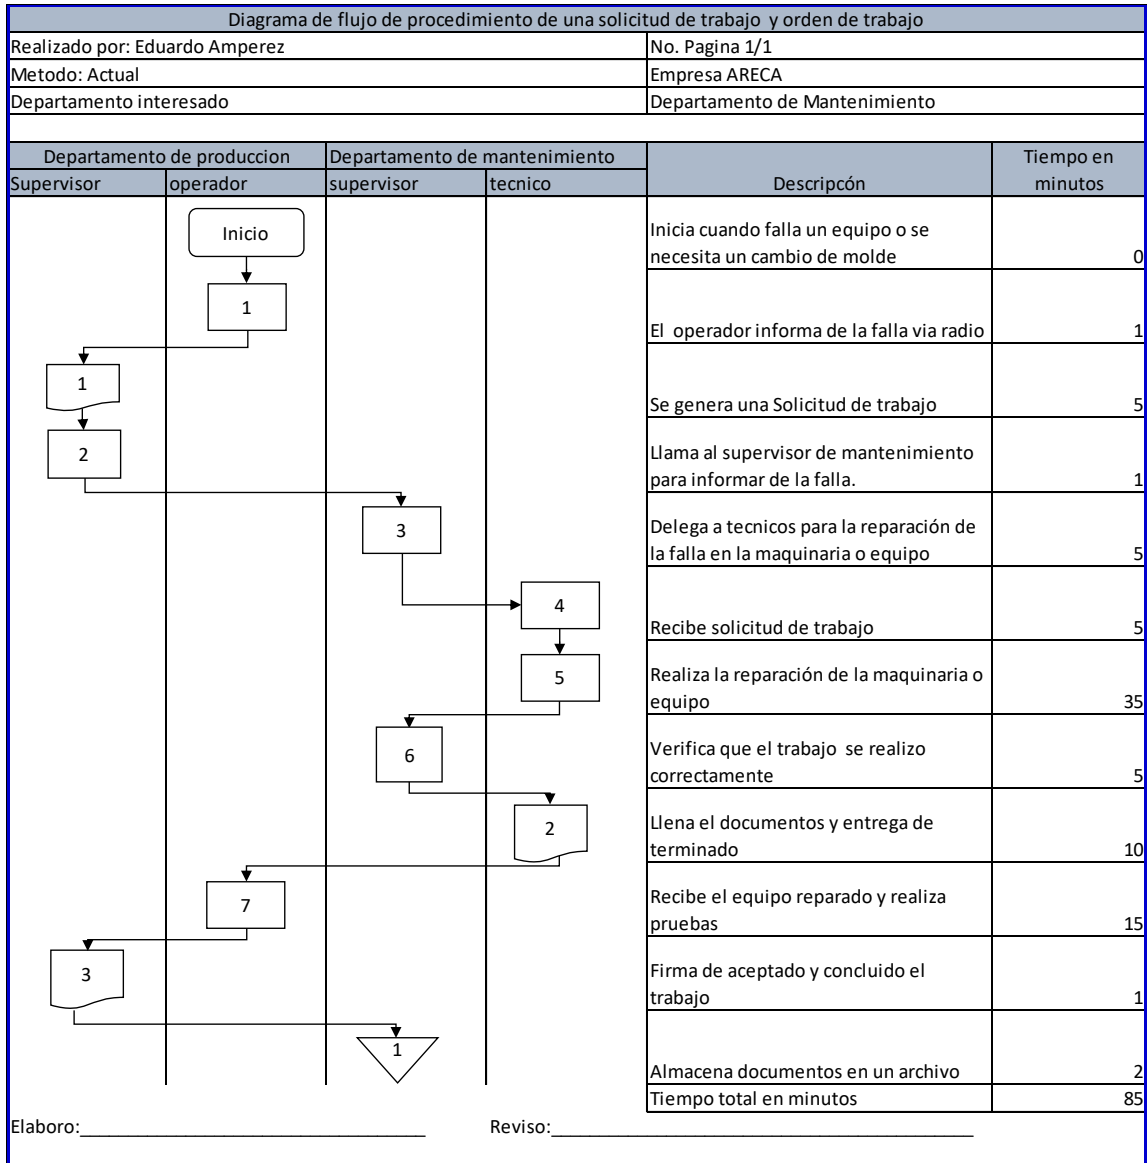 Diagrama de flujo de procedimiento de una solicitud de trabajo y orden de trabajo
Realizado por: Eduardo Amperez
No. Pagina 1/1
Metodo: Actual
Empresa ARECA
Departamento interesado
Departamento de Mantenimiento
Departamento de produccion
Departamento de mantenimiento
Descripcón
Tiempo en
minutos
Supervisor
operador
supervisor
tecnico
Inicio
Inicia cuando falla un equipo o se
necesita un cambio de molde
0
1
El operador informa de la falla via radio
1
1
Se genera una Solicitud de trabajo
5
2
Llama al supervisor de mantenimiento
para informar de la falla.
1
3
Delega a tecnicos para la reparación de
la falla en la maquinaria o equipo
5
4
Recibe solicitud de trabajo
5
5
Realiza la reparación de la maquinaria o
equipo
35
6
Verifica que el trabajo se realizo
correctamente
5
2
Llena el documentos y entrega de
terminado
10
7
Recibe el equipo reparado y realiza
pruebas
15
3
Firma de aceptado y concluido el
trabajo
1
1
Almacena documentos en un archivo
2
Tiempo total en minutos
85
Elaboro:
Reviso: